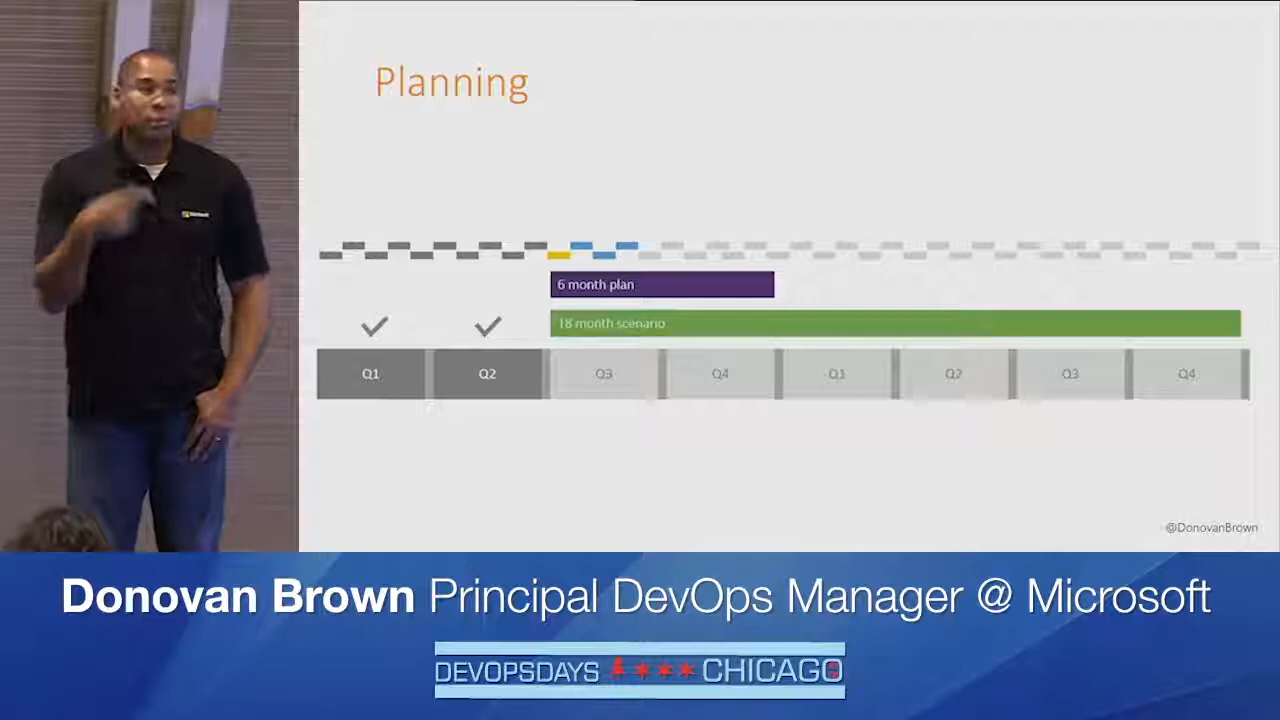 Planning
6 month plan
18 month scenario
Q1 Q2 Q3 Q4 Q1 Q2 Q3 Q4
@DonovanBrown
Donovan Brown Principal DevOps Manager @ Microsoft
DEVOPSDAYS CHICAGO